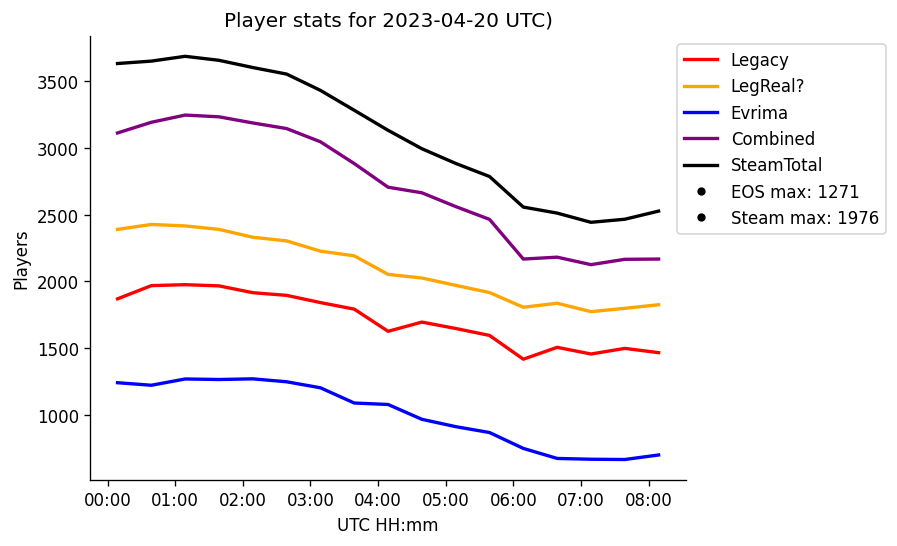 Player stats for 2023-04-20 UTC)
Players
3500
3000
2500
2000
1500
1000
00:00 01:00 02:00 03:00 04:00 05:00 06:00 07:00 08:00
UTC HH:mm
Legacy
LegReal?
Evrima
Combined
SteamTotal
EOS max: 1271
Steam max: 1976